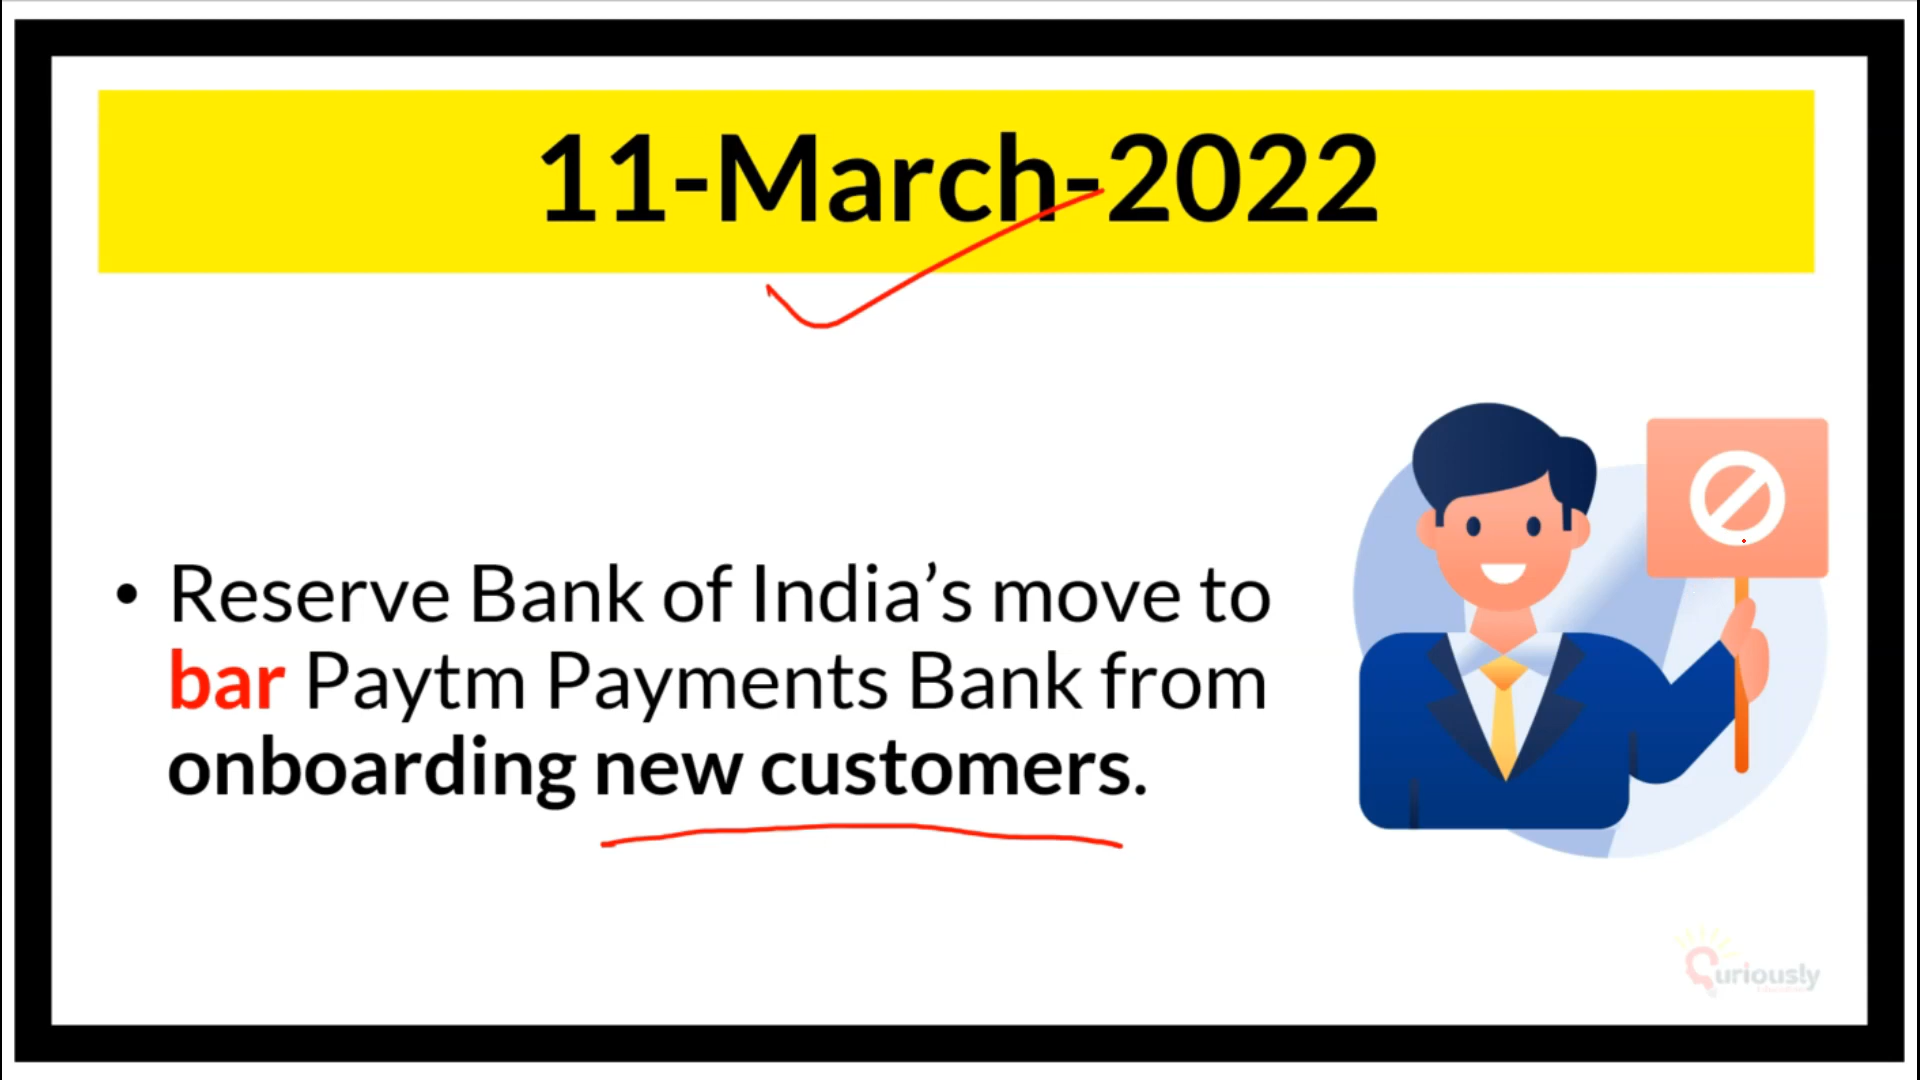 11-March-2022
• Reserve Bank of India’s move to
bar Paytm Payments Bank from
onboarding new customers.
Curiously